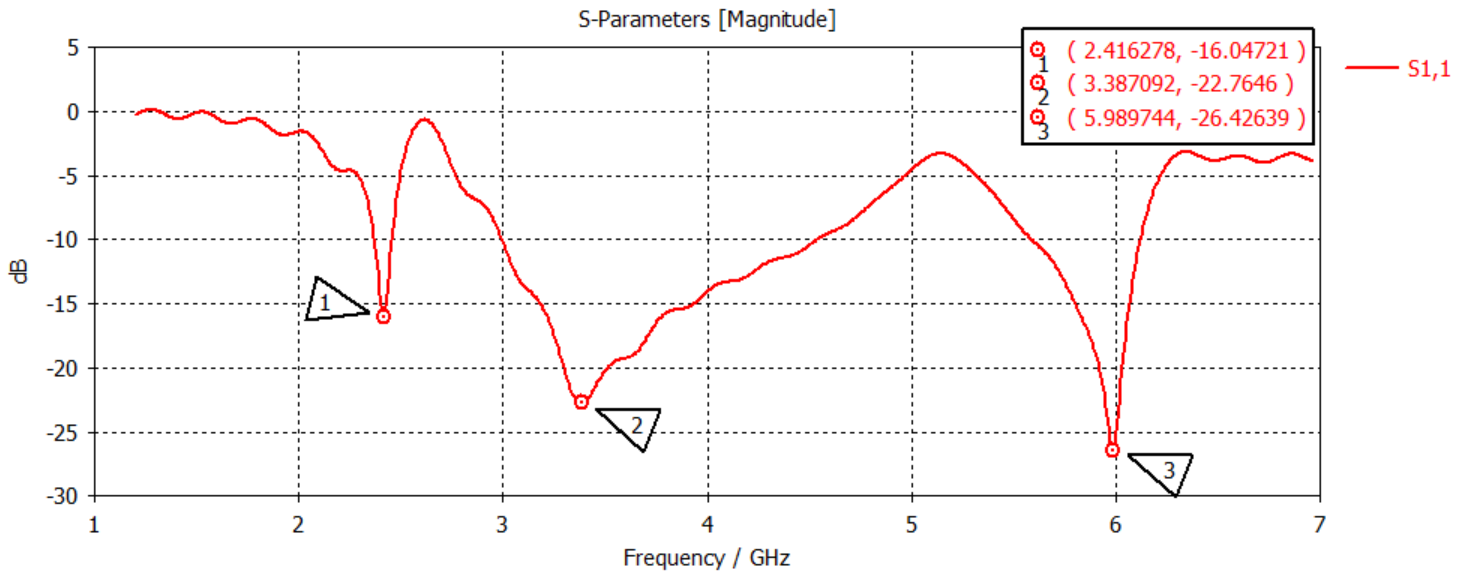 S-Parameters [Magnitude]
5
0
-5
-10
-15
-20
-25
-30
dB
1 2 3 4 5 6 7
Frequency / GHz
1 ( 2.416278, -16.04721 )
2 ( 3.387092, -22.7646 )
3 ( 5.989744, -26.42639 )
S1,1
1
2
3